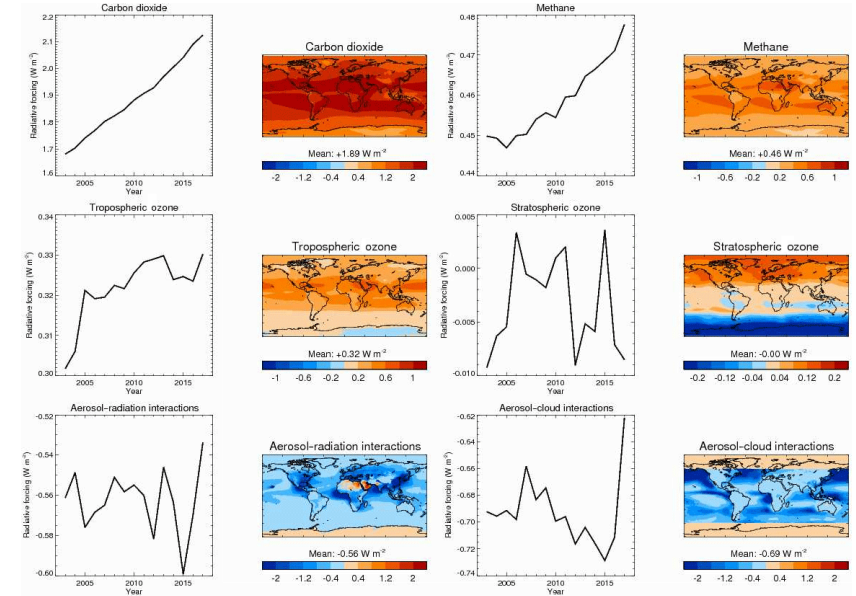 Carbon dioxide
2.2
2.1
2.0
1.9
1.8
1.7
1.6
Radiative forcing (W m-2)
2005 2010 2015
Year
Carbon dioxide
Mean: +1.89 W m-2
-2 -1.2 -0.4 0.4 1.2 2
Methane
0.48
0.47
0.46
0.45
0.44
Radiative forcing (W m-2)
2005 2010 2015
Year
Methane
Mean: +0.46 W m-2
-1 -0.6 -0.2 0.2 0.6 1
Tropospheric ozone
0.34
0.33
0.32
0.31
0.30
Radiative forcing (W m-2)
2005 2010 2015
Year
Tropospheric ozone
Mean: +0.32 W m-2
-1 -0.6 -0.2 0.2 0.6 1
Stratospheric ozone
0.005
0.000
-0.005
-0.010
Radiative forcing (W m-2)
2005 2010 2015
Year
Stratospheric ozone
Mean: -0.00 W m-2
-0.2 -0.12 -0.04 0.04 0.12 0.2
Aerosol-radiation interactions
-0.52
-0.54
-0.56
-0.58
-0.60
Radiative forcing (W m-2)
2005 2010 2015
Year
Aerosol-radiation interactions
Mean: -0.56 W m-2
-2 -1.2 -0.4 0.4 1.2 2
Aerosol-cloud interactions
-0.62
-0.64
-0.66
-0.68
-0.70
-0.72
-0.74
Radiative forcing (W m-2)
2005 2010 2015
Year
Aerosol-cloud interactions
Mean: -0.69 W m-2
-2 -1.2 -0.4 0.4 1.2 2